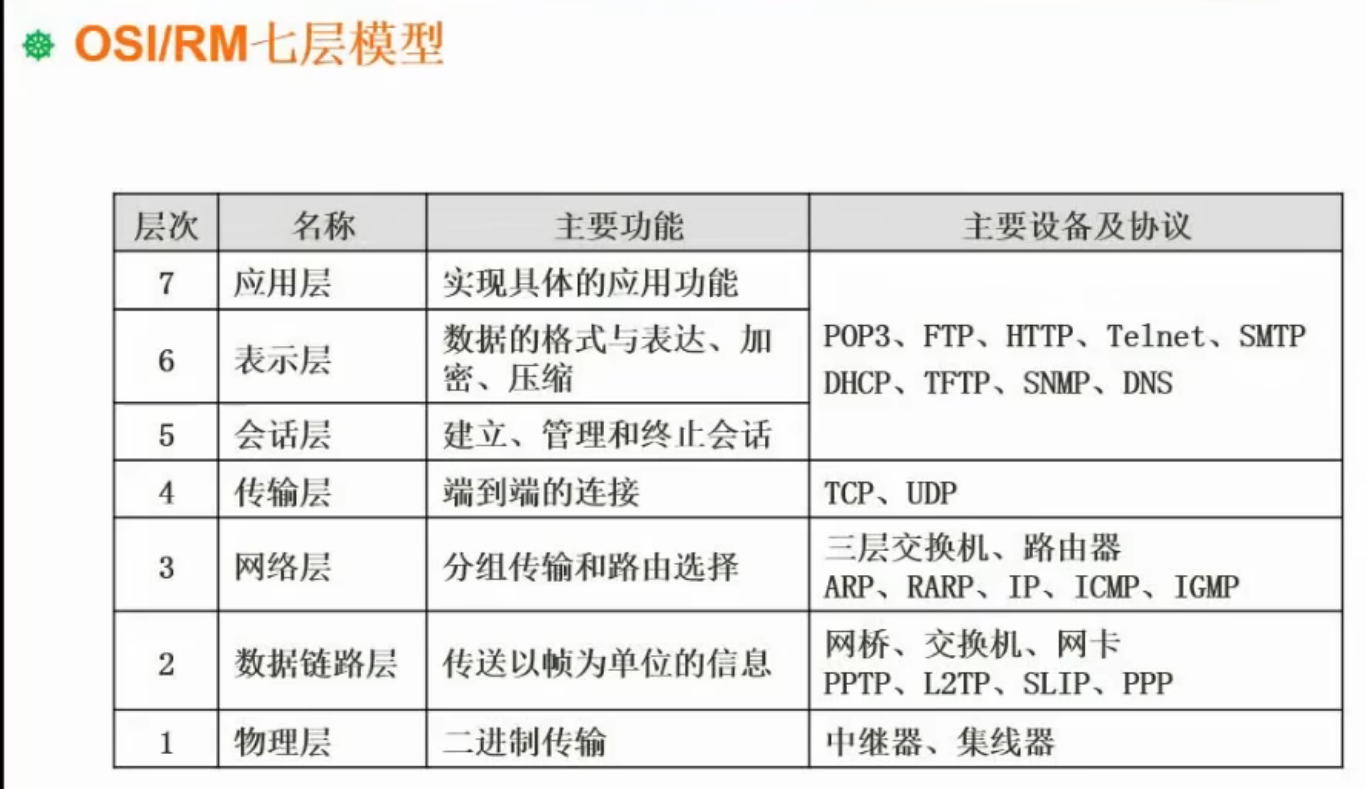 OSI/RM七层模型
层次 名称 主要功能 主要设备及协议
7 应用层 实现具体的应用功能
6 表示层 数据的格式与表达、加
密、压缩
5 会话层 建立、管理和终止会话
POP3、FTP、HTTP、Telnet、SMTP
DHCP、TFTP、SNMP、DNS
4 传输层 端到端的连接 TCP、UDP
3 网络层 分组传输和路由选择 三层交换机、路由器
ARP、RARP、IP、ICMP、IGMP
2 数据链路层 传送以帧为单位的信息 网桥、交换机、网卡
PPTP、L2TP、SLIP、PPP
1 物理层 二进制传输 中继器、集线器